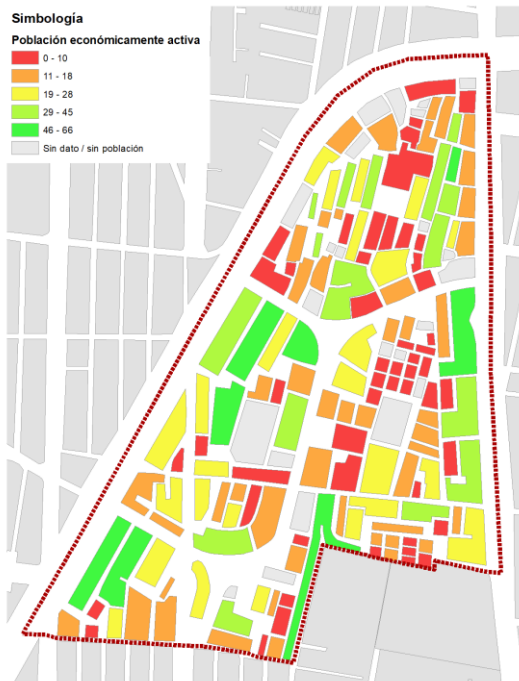 Simbología
Población económicamente activa
0 - 10
11 - 18
19 - 28
29 - 45
46 - 66
Sin dato / sin población